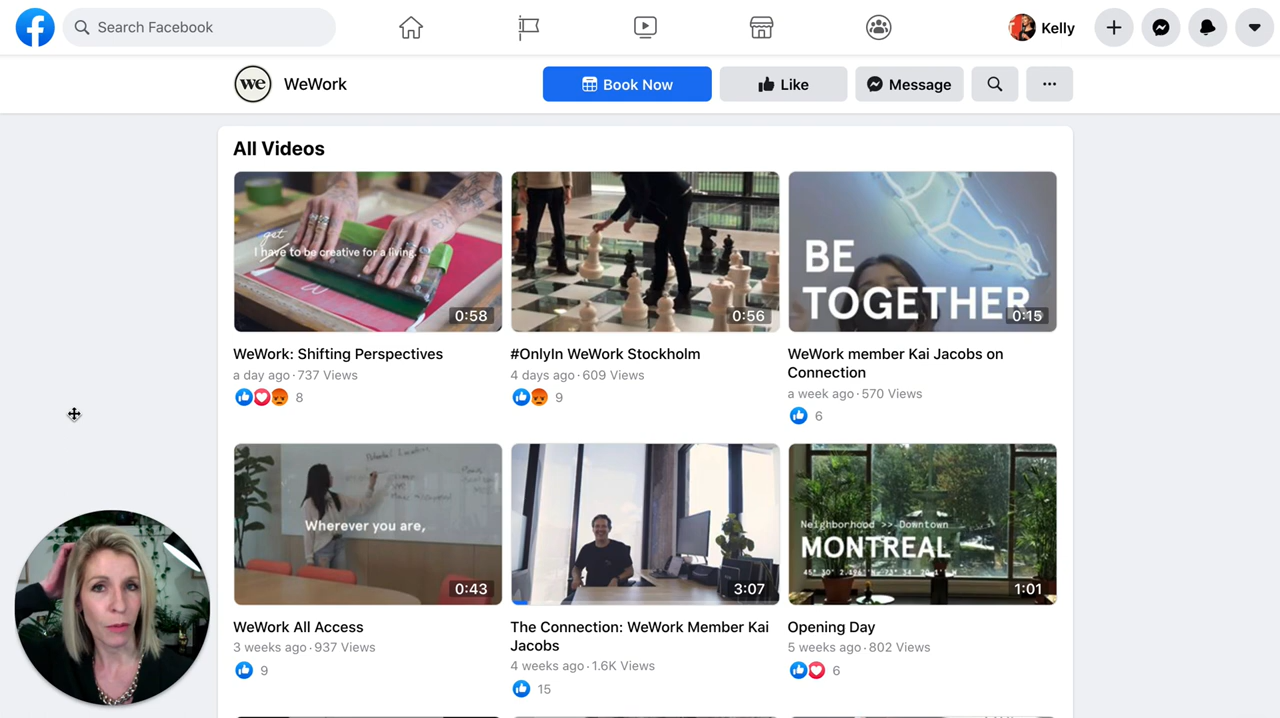 Search Facebook
Kelly
we
WeWork
Book Now
Like
Message
All Videos
get
I have to be creative for a living.
0:58
0:56
BE
TOGETHER
0:15
WeWork: Shifting Perspectives
#OnlyIn WeWork Stockholm
WeWork member Kai Jacobs on
Connection
a day ago · 737 Views
4 days ago · 609 Views
a week ago · 570 Views
8
9
6
Wherever you are,
0:43
3:07
Neighborhood >> Downtown
MONTREAL
1:01
WeWork All Access
The Connection: WeWork Member Kai
Jacobs
Opening Day
3 weeks ago · 937 Views
4 weeks ago · 1.6K Views
5 weeks ago · 802 Views
9
15
6